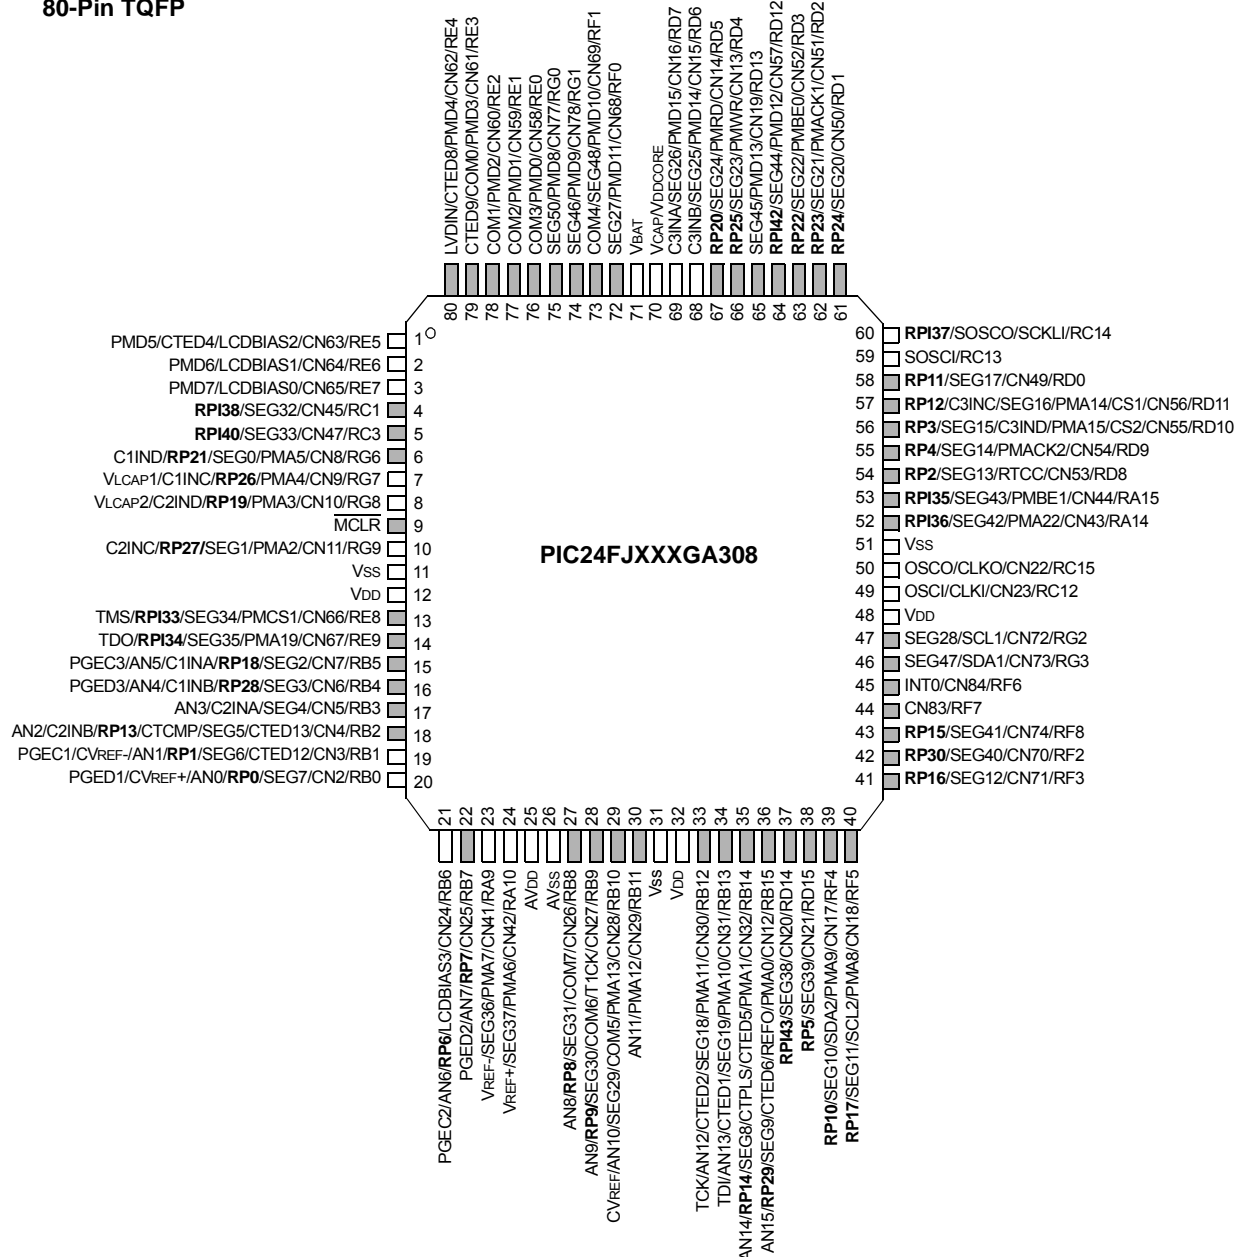 80-Pin TQFP
LVDIN/CTED8/PMD4/CN62/RE4
CTED9/COM0/PMD3/CN61/RE3
COM1/PMD2/CN60/RE2
COM2/PMD1/CN59/RE1
COM3/PMD0/CN58/RE0
SEG50/PMD8/CN77/RG0
SEG46/PMD9/CN78/RG1
COM4/SEG48/PMD10/CN69/RF1
SEG27/PMD11/CN68/RF0
VBAT
VCAP/VDDCORE
C3INA/SEG26/PMD15/CN16/RD7
C3INB/SEG25/PMD14/CN15/RD6
RP20/SEG24/PMRD/CN14/RD5
RP25/SEG23/PMWR/CN13/RD4
SEG45/PMD13/CN19/RD13
RPI42/SEG44/PMD12/CN57/RD12
RP22/SEG22/PMBE0/CN52/RD3
RP23/SEG21/PMACK1/CN51/RD2
RP24/SEG20/CN50/RD1
80 79 78 77 76 75 74 73 72 71 70 69 68 67 66 65 64 63 62 61
PMD5/CTED4/LCDBIAS2/CN63/RE5 1
PMD6/LCDBIAS1/CN64/RE6 2
PMD7/LCDBIAS0/CN65/RE7 3
RPI38/SEG32/CN45/RC1 4
RPI40/SEG33/CN47/RC3 5
C1IND/RP21/SEG0/PMA5/CN8/RG6 6
VLCAP1/C1INC/RP26/PMA4/CN9/RG7 7
VLCAP2/C2IND/RP19/PMA3/CN10/RG8 8
MCLR 9
C2INC/RP27/SEG1/PMA2/CN11/RG9 10
VSS 11
VDD 12
TMS/RPI33/SEG34/PMCS1/CN66/RE8 13
TDO/RPI34/SEG35/PMA19/CN67/RE9 14
PGEC3/AN5/C1INA/RP18/SEG2/CN7/RB5 15
PGED3/AN4/C1INB/RP28/SEG3/CN6/RB4 16
AN3/C2INA/SEG4/CN5/RB3 17
AN2/C2INB/RP13/CTCMP/SEG5/CTED13/CN4/RB2 18
PGEC1/CVREF-/AN1/RP1/SEG6/CTED12/CN3/RB1 19
PGED1/CVREF+/AN0/RP0/SEG7/CN2/RB0 20
PIC24FJXXXGA308
60 RPI37/SOSCO/SCKLI/RC14
59 SOSCI/RC13
58 RP11/SEG17/CN49/RD0
57 RP12/C3INC/SEG16/PMA14/CS1/CN56/RD11
56 RP3/SEG15/C3IND/PMA15/CS2/CN55/RD10
55 RP4/SEG14/PMACK2/CN54/RD9
54 RP2/SEG13/RTCC/CN53/RD8
53 RPI35/SEG43/PMBE1/CN44/RA15
52 RPI36/SEG42/PMA22/CN43/RA14
51 VSS
50 OSCO/CLKO/CN22/RC15
49 OSCI/CLKI/CN23/RC12
48 VDD
47 SEG28/SCL1/CN72/RG2
46 SEG47/SDA1/CN73/RG3
45 INT0/CN84/RF6
44 CN83/RF7
43 RP15/SEG41/CN74/RF8
42 RP30/SEG40/CN70/RF2
41 RP16/SEG12/CN71/RF3
21 22 23 24 25 26 27 28 29 30 31 32 33 34 35 36 37 38 39 40
PGEC2/AN6/RP6/LCDBIAS3/CN24/RB6
PGED2/AN7/RP7/CN25/RB7
VREF-/SEG36/PMA7/CN41/RA9
VREF+/SEG37/PMA6/CN42/RA10
AVDD
AVSS
AN8/RP8/SEG31/COM7/CN26/RB8
AN9/RP9/SEG30/COM6/T1CK/CN27/RB9
CVREF/AN10/SEG29/COM5/PMA13/CN28/RB10
AN11/PMA12/CN29/RB11
Vss
VDD
TCK/AN12/CTED2/SEG18/PMA11/CN30/RB12
TDI/AN13/CTED1/SEG19/PMA10/CN31/RB13
AN14/RP14/SEG8/CTPLS/CTED5/PMA1/CN32/RB14
AN15/RP29/SEG9/CTED6/REFO/PMA0/CN12/RB15
RPI43/SEG38/CN20/RD14
RP5/SEG39/CN21/RD15
RP10/SEG10/SDA2/PMA9/CN17/RF4
RP17/SEG11/SCL2/PMA8/CN18/RF5